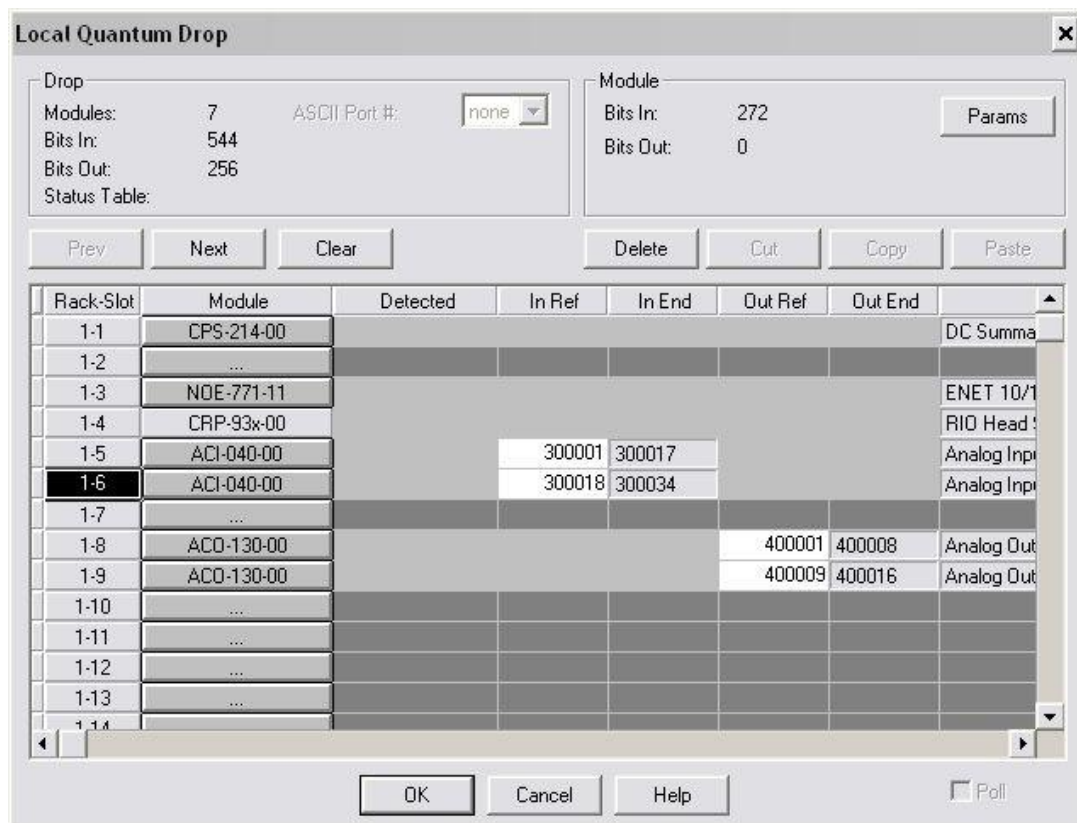 Local Quantum Drop
Drop
Modules: 7 ASCII Port #: none
Bits In: 544
Bits Out: 256
Status Table:
Module
Bits In: 272
Bits Out: 0
Params
Prev Next Clear Delete Cut Copy Paste
Rack-Slot Module Detected In Ref In End Out Ref Out End
1-1 CPS-214-00 DC Summa
1-2 ...
1-3 NOE-771-11 ENET 10/1
1-4 CRP-93x-00 RIO Head
1-5 ACI-040-00 300001 300017 Analog Inp
1-6 ACI-040-00 300018 300034 Analog Inp
1-7 ...
1-8 ACO-130-00 400001 400008 Analog Out
1-9 ACO-130-00 400009 400016 Analog Out
1-10 ...
1-11 ...
1-12 ...
1-13 ...
1-14
OK Cancel Help Poll